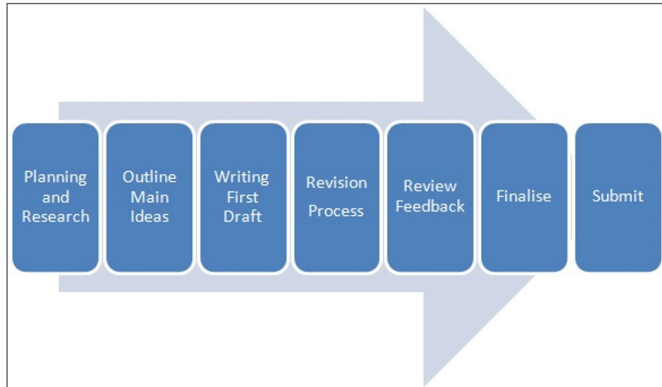 Planning
and
Research
Outline
Main
Ideas
Writing
First
Draft
Revision
Process
Review
Feedback
Finalise
Submit